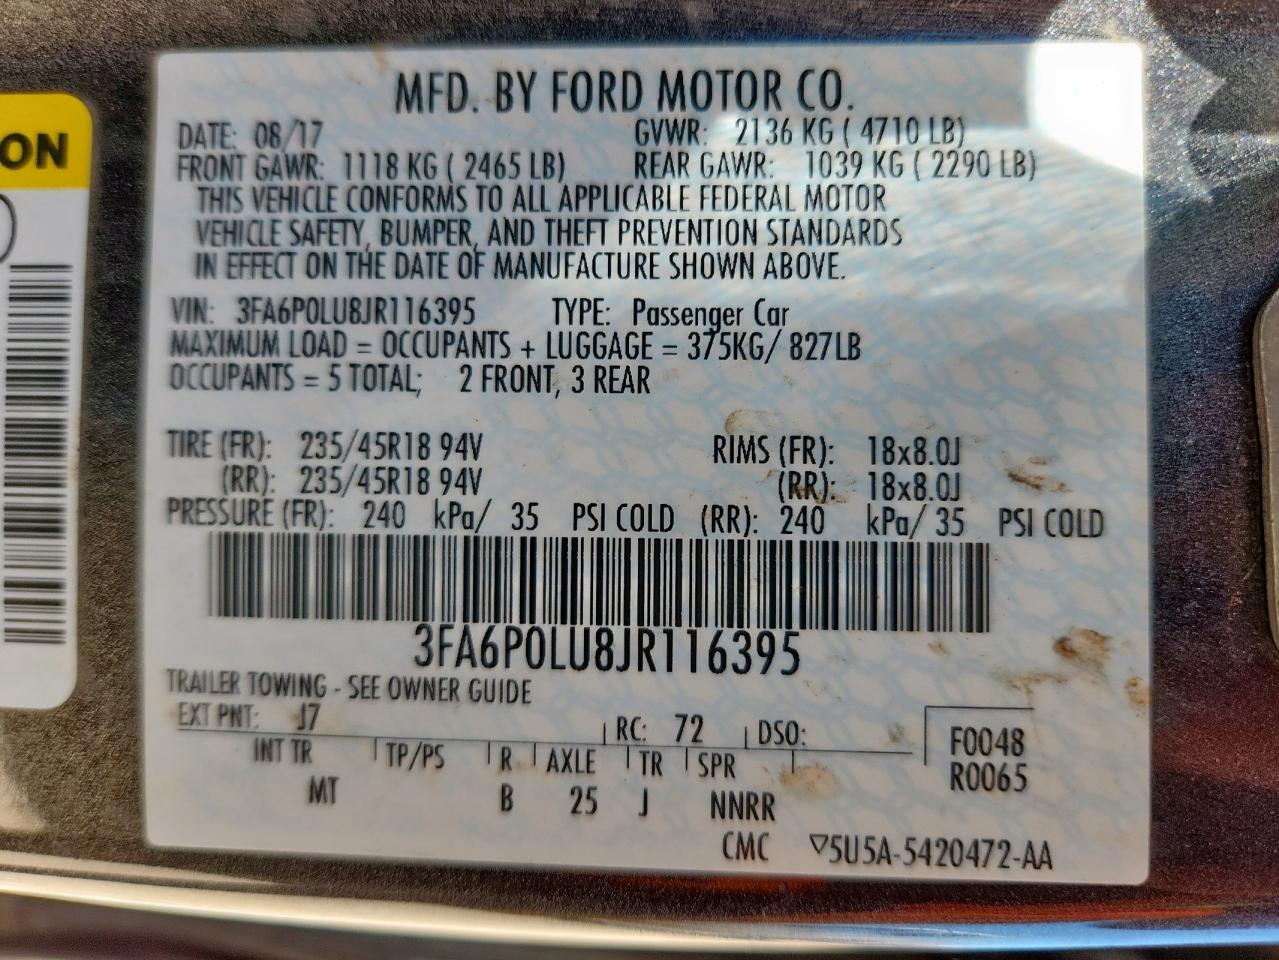 ON
MFD. BY FORD MOTOR CO.
DATE: 08/17 GVWR: 2136 KG ( 4710 LB)
FRONT GAWR: 1118 KG ( 2465 LB) REAR GAWR: 1039 KG ( 2290 LB)
THIS VEHICLE CONFORMS TO ALL APPLICABLE FEDERAL MOTOR
VEHICLE SAFETY, BUMPER, AND THEFT PREVENTION STANDARDS
IN EFFECT ON THE DATE OF MANUFACTURE SHOWN ABOVE.
VIN: 3FA6P0LU8JR116395 TYPE: Passenger Car
MAXIMUM LOAD = OCCUPANTS + LUGGAGE = 375KG/ 827LB
OCCUPANTS = 5 TOTAL; 2 FRONT, 3 REAR
TIRE (FR): 235/45R18 94V RIMS (FR): 18x8.0J
(RR): 235/45R18 94V (RR): 18x8.0J
PRESSURE (FR): 240 kPa/ 35 PSI COLD (RR): 240 kPa/ 35 PSI COLD
3FA6P0LU8JR116395
TRAILER TOWING - SEE OWNER GUIDE
EXT PNT: J7 RC: 72 DSO: F0048
INT TR TP/PS R AXLE TR SPR R0065
MT B 25 J NNRR
CMC ▽5U5A-5420472-AA